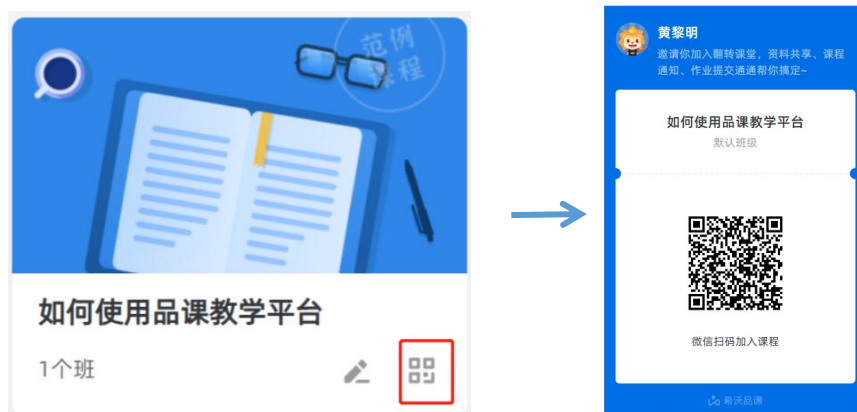 范例
课程
如何使用品课教学平台
1个班
黄黎明
邀请你加入翻转课堂，资料共享、课程
通知、作业提交通通帮你搞定~
如何使用品课教学平台
默认班级
微信扫码加入课程
希沃品课